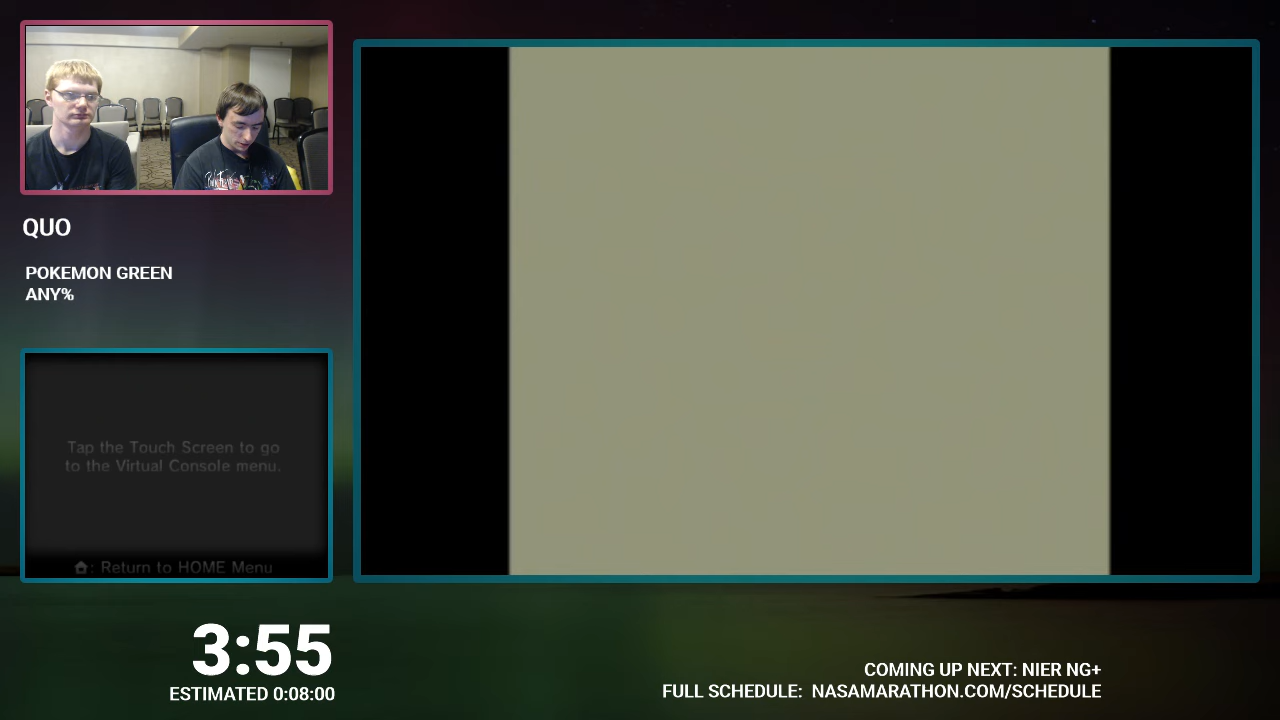 QUO
POKEMON GREEN
ANY%
Tap the Touch Screen to go
to the Virtual Console menu.
: Return to HOME Menu
3:55
ESTIMATED 0:08:00
COMING UP NEXT: NIER NG+
FULL SCHEDULE: NASAMARATHON.COM/SCHEDULE